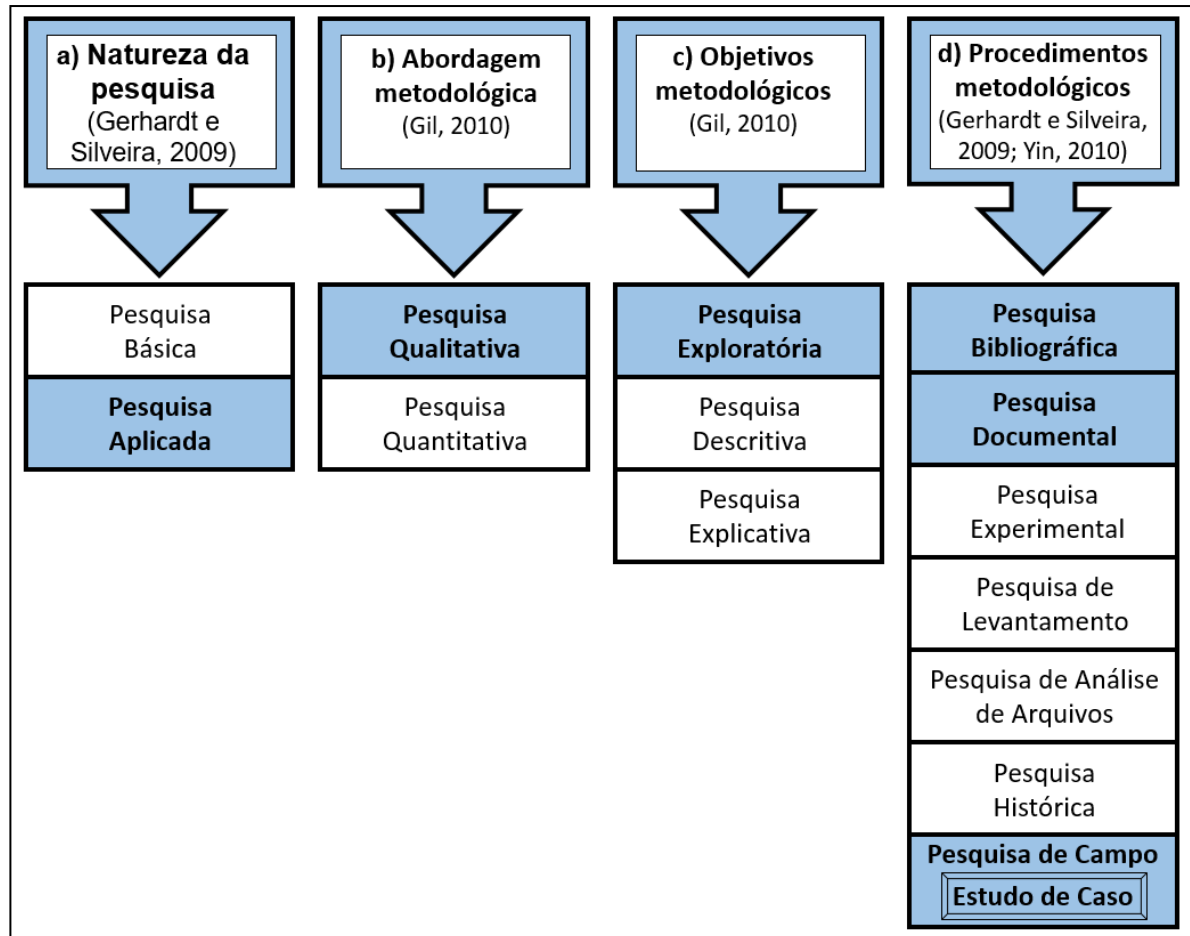 a) Natureza da
pesquisa
(Gerhardt e
Silveira, 2009)
Pesquisa
Básica
Pesquisa
Aplicada
b) Abordagem
metodológica
(Gil, 2010)
Pesquisa
Qualitativa
Pesquisa
Quantitativa
c) Objetivos
metodológicos
(Gil, 2010)
Pesquisa
Exploratória
Pesquisa
Descritiva
Pesquisa
Explicativa
d) Procedimentos
metodológicos
(Gerhardt e Silveira,
2009; Yin, 2010)
Pesquisa
Bibliográfica
Pesquisa
Documental
Pesquisa
Experimental
Pesquisa de
Levantamento
Pesquisa de Análise
de Arquivos
Pesquisa
Histórica
Pesquisa de Campo
Estudo de Caso